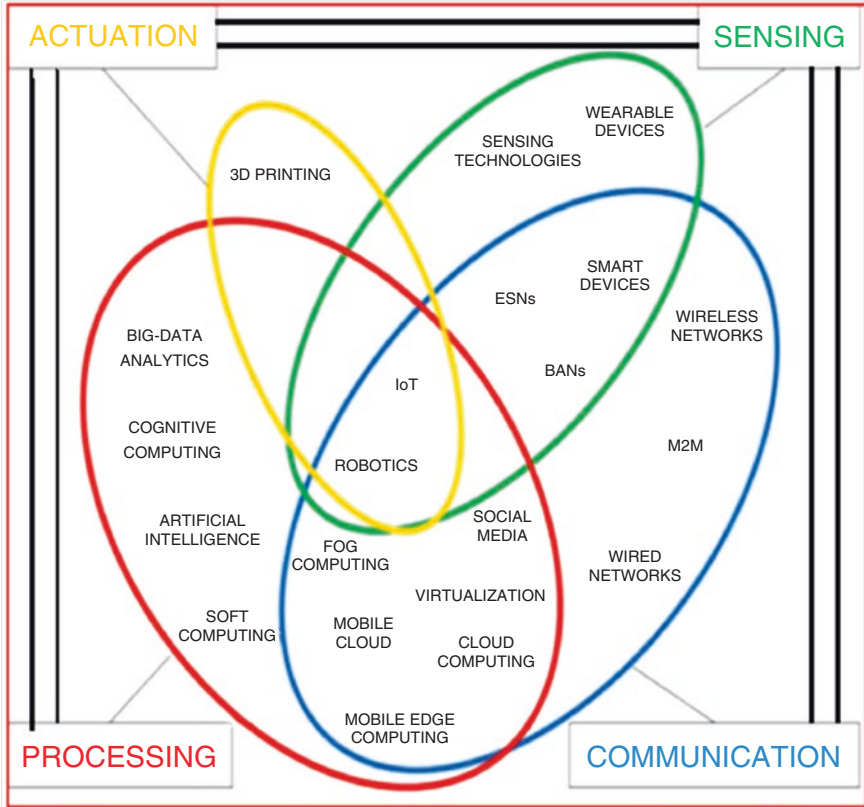 ACTUATION
SENSING
WEARABLE
DEVICES
SENSING
TECHNOLOGIES
3D PRINTING
SMART
DEVICES
ESNs
WIRELESS
NETWORKS
BIG-DATA
ANALYTICS
IoT
BANs
COGNITIVE
COMPUTING
M2M
ROBOTICS
ARTIFICIAL
INTELLIGENCE
SOCIAL
MEDIA
FOG
COMPUTING
WIRED
NETWORKS
VIRTUALIZATION
SOFT
COMPUTING
MOBILE
CLOUD
CLOUD
COMPUTING
MOBILE EDGE
COMPUTING
PROCESSING
COMMUNICATION